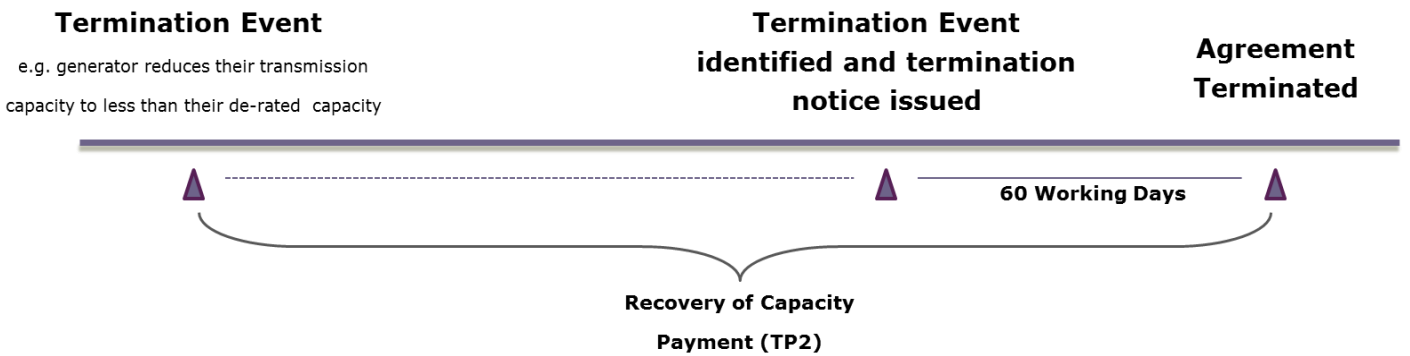 Termination Event
e.g. generator reduces their transmission
capacity to less than their de-rated capacity
Termination Event
identified and termination
notice issued
Agreement
Terminated
60 Working Days
Recovery of Capacity
Payment (TP2)